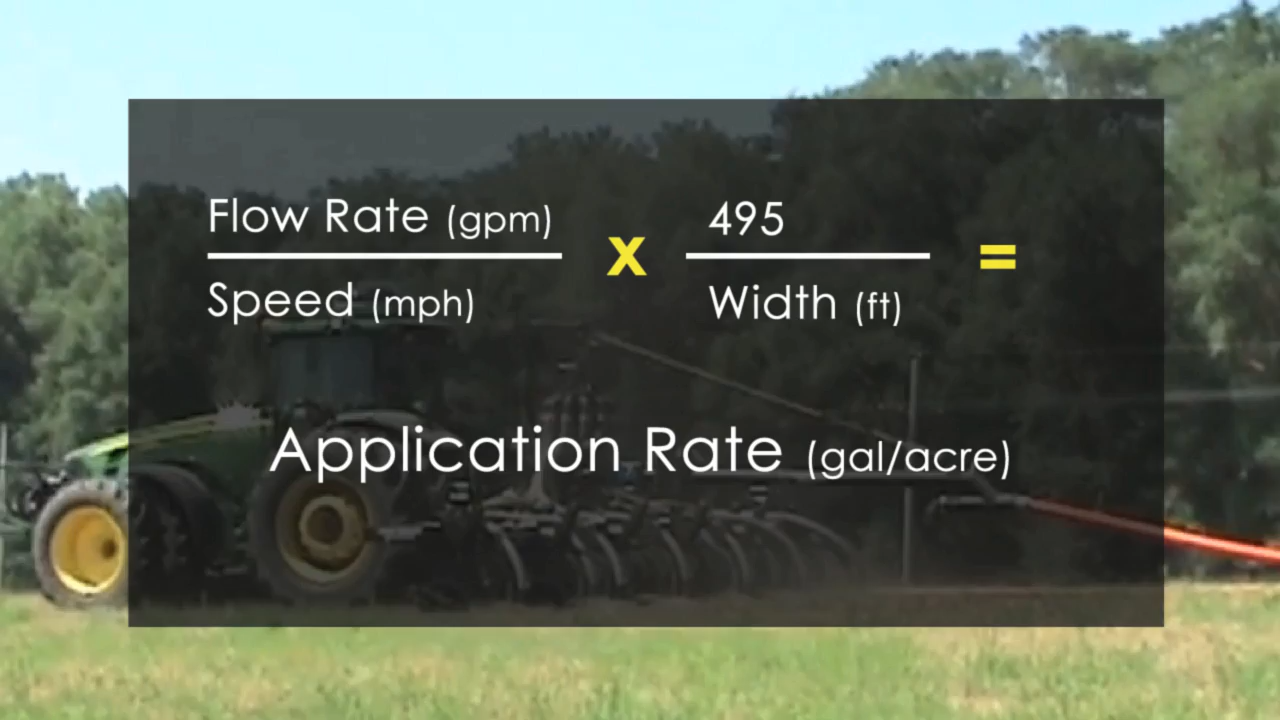 Flow Rate (gpm)
Speed (mph)
x
495
Width (ft)
=
Application Rate (gal/acre)